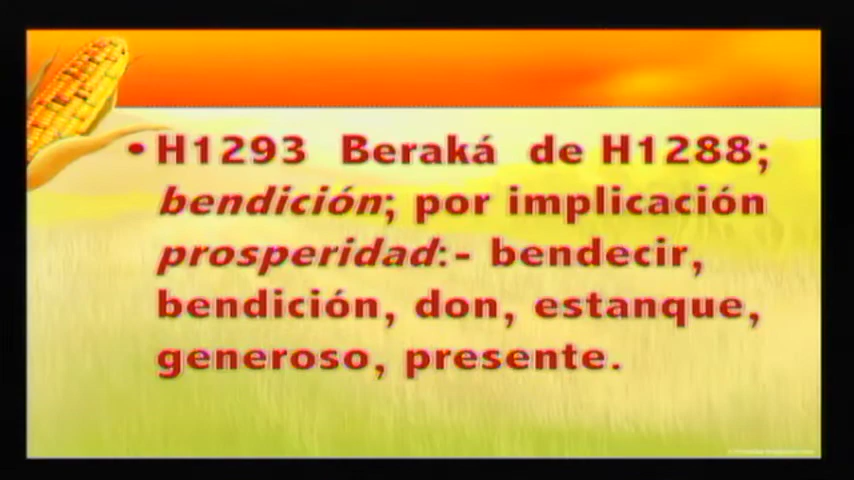 • H1293 Beraká de H1288;
bendición; por implicación
prosperidad:- bendecir,
bendición, don, estanque,
generoso, presente.